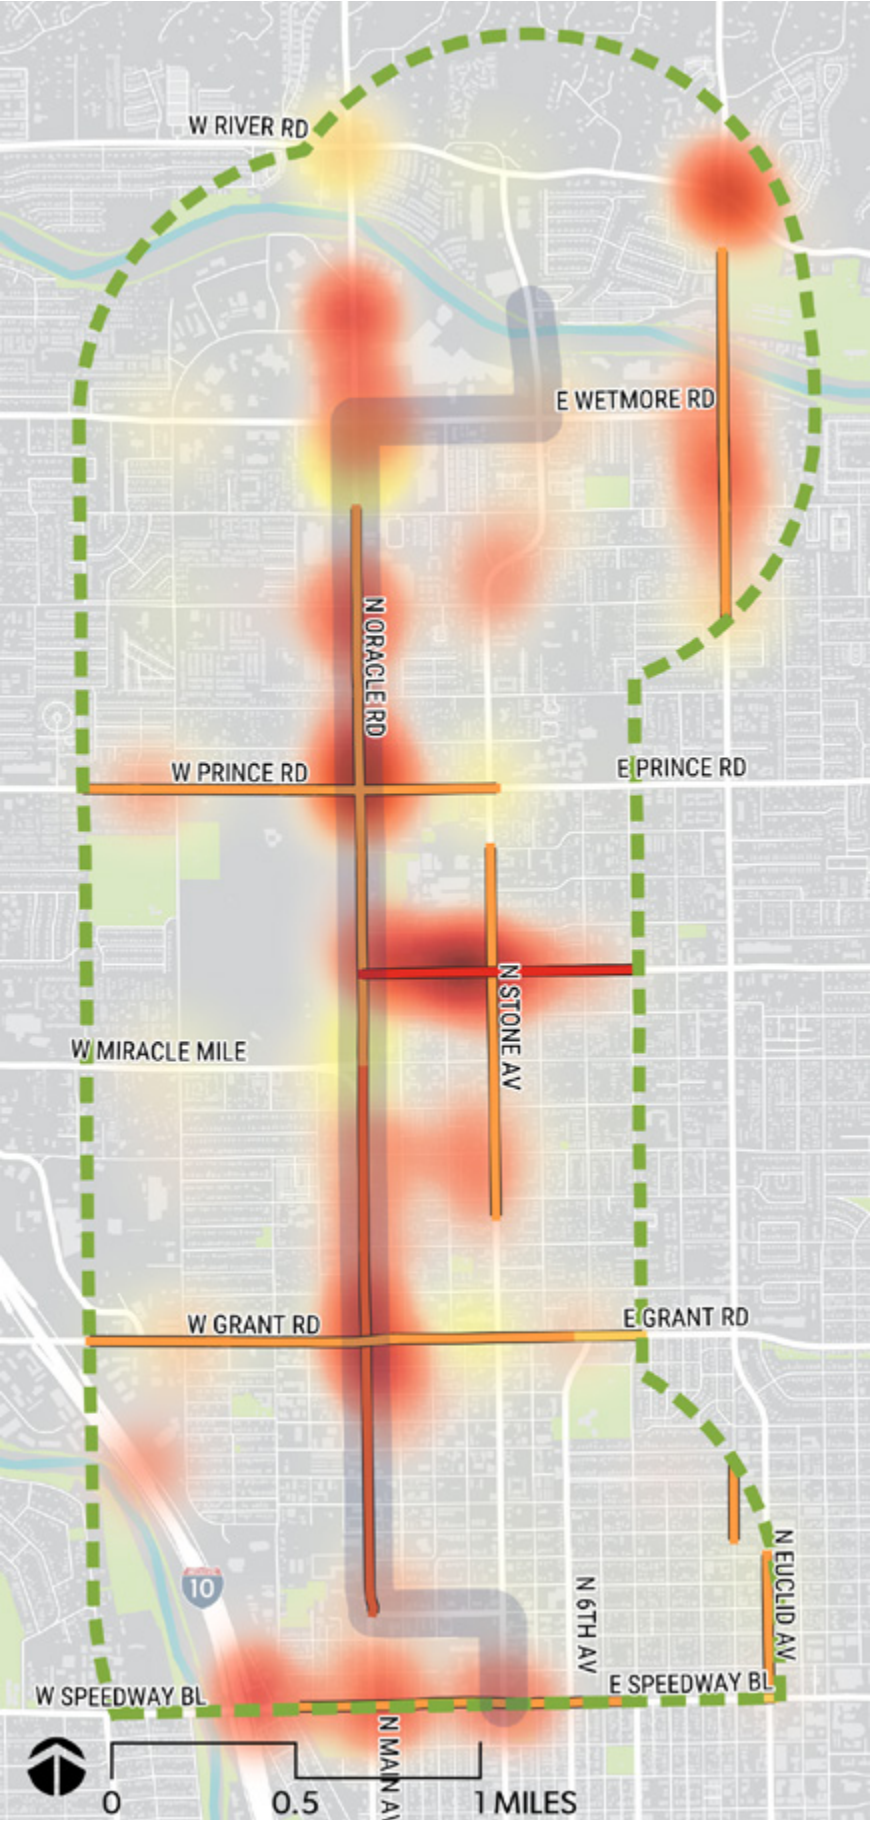 W RIVER RD
E WETMORE RD
N ORACLE RD
W PRINCE RD
E PRINCE RD
N STONE AV
W MIRACLE MILE
W GRANT RD
E GRANT RD
N EUCLID AV
10
N 6TH AV
E SPEEDWAY BL
W SPEEDWAY BL
N MAIN AV
0 0.5 1 MILES